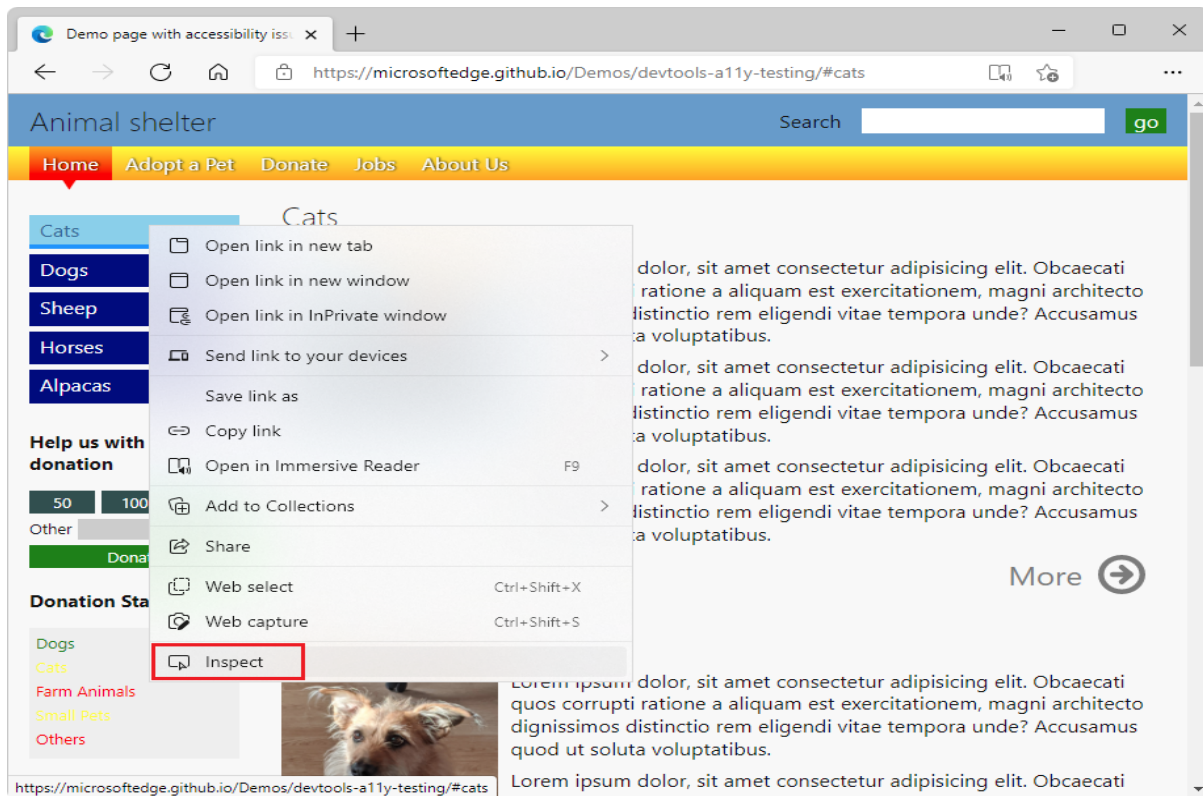 Demo page with accessibility iss
https://microsoftedge.github.io/Demos/devtools-a11y-testing/#cats
Animal shelter
Search
go
Home Adopt a Pet Donate Jobs About Us
Cats
Dogs
Sheep
Horses
Alpacas
Help us with
donation
50 100
Other
Donat
Donation Sta
Dogs
Cats
Farm Animals
Small Pets
Others
Cats
Open link in new tab
Open link in new window
Open link in InPrivate window
Send link to your devices
Save link as
Copy link
Open in Immersive Reader F9
Add to Collections
Share
Web select Ctrl+Shift+X
Web capture Ctrl+Shift+S
Inspect
dolor, sit amet consectetur adipisicing elit. Obcaecati
ratione a aliquam est exercitationem, magni architecto
distinctio rem eligendi vitae tempora unde? Accusamus
ta voluptatibus.
dolor, sit amet consectetur adipisicing elit. Obcaecati
ratione a aliquam est exercitationem, magni architecto
distinctio rem eligendi vitae tempora unde? Accusamus
ta voluptatibus.
dolor, sit amet consectetur adipisicing elit. Obcaecati
ratione a aliquam est exercitationem, magni architecto
distinctio rem eligendi vitae tempora unde? Accusamus
ta voluptatibus.
More
Lorem ipsum dolor, sit amet consectetur adipisicing elit. Obcaecati
quos corrupti ratione a aliquam est exercitationem, magni architecto
dignissimos distinctio rem eligendi vitae tempora unde? Accusamus
quod ut soluta voluptatibus.
Lorem ipsum dolor, sit amet consectetur adipisicing elit. Obcaecati
https://microsoftedge.github.io/Demos/devtools-a11y-testing/#cats